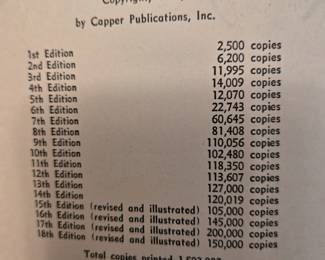 Copyright,
by Capper Publications, Inc.
1st Edition 2,500 copies
2nd Edition 6,200 copies
3rd Edition 11,995 copies
4th Edition 14,009 copies
5th Edition 12,070 copies
6th Edition 22,743 copies
7th Edition 60,645 copies
8th Edition 81,408 copies
9th Edition 110,056 copies
10th Edition 102,480 copies
11th Edition 118,350 copies
12th Edition 113,607 copies
13th Edition 127,000 copies
14th Edition 120,019 copies
15th Edition (revised and illustrated) 105,000 copies
16th Edition (revised and illustrated) 145,000 copies
17th Edition (revised and illustrated) 200,000 copies
18th Edition (revised and illustrated) 150,000 copies
Total copies printed